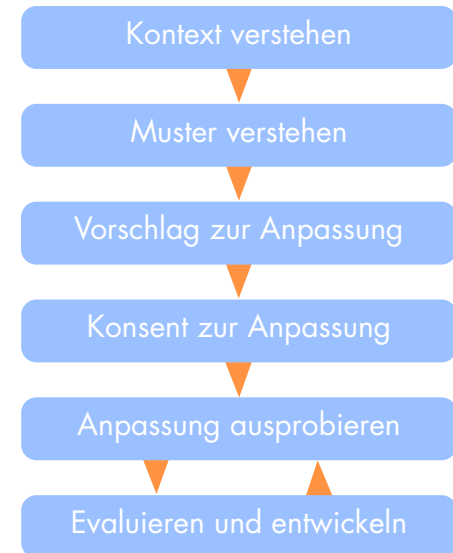 Kontext verstehen
Muster verstehen
Vorschlag zur Anpassung
Konsent zur Anpassung
Anpassung ausprobieren
Evaluieren und entwickeln